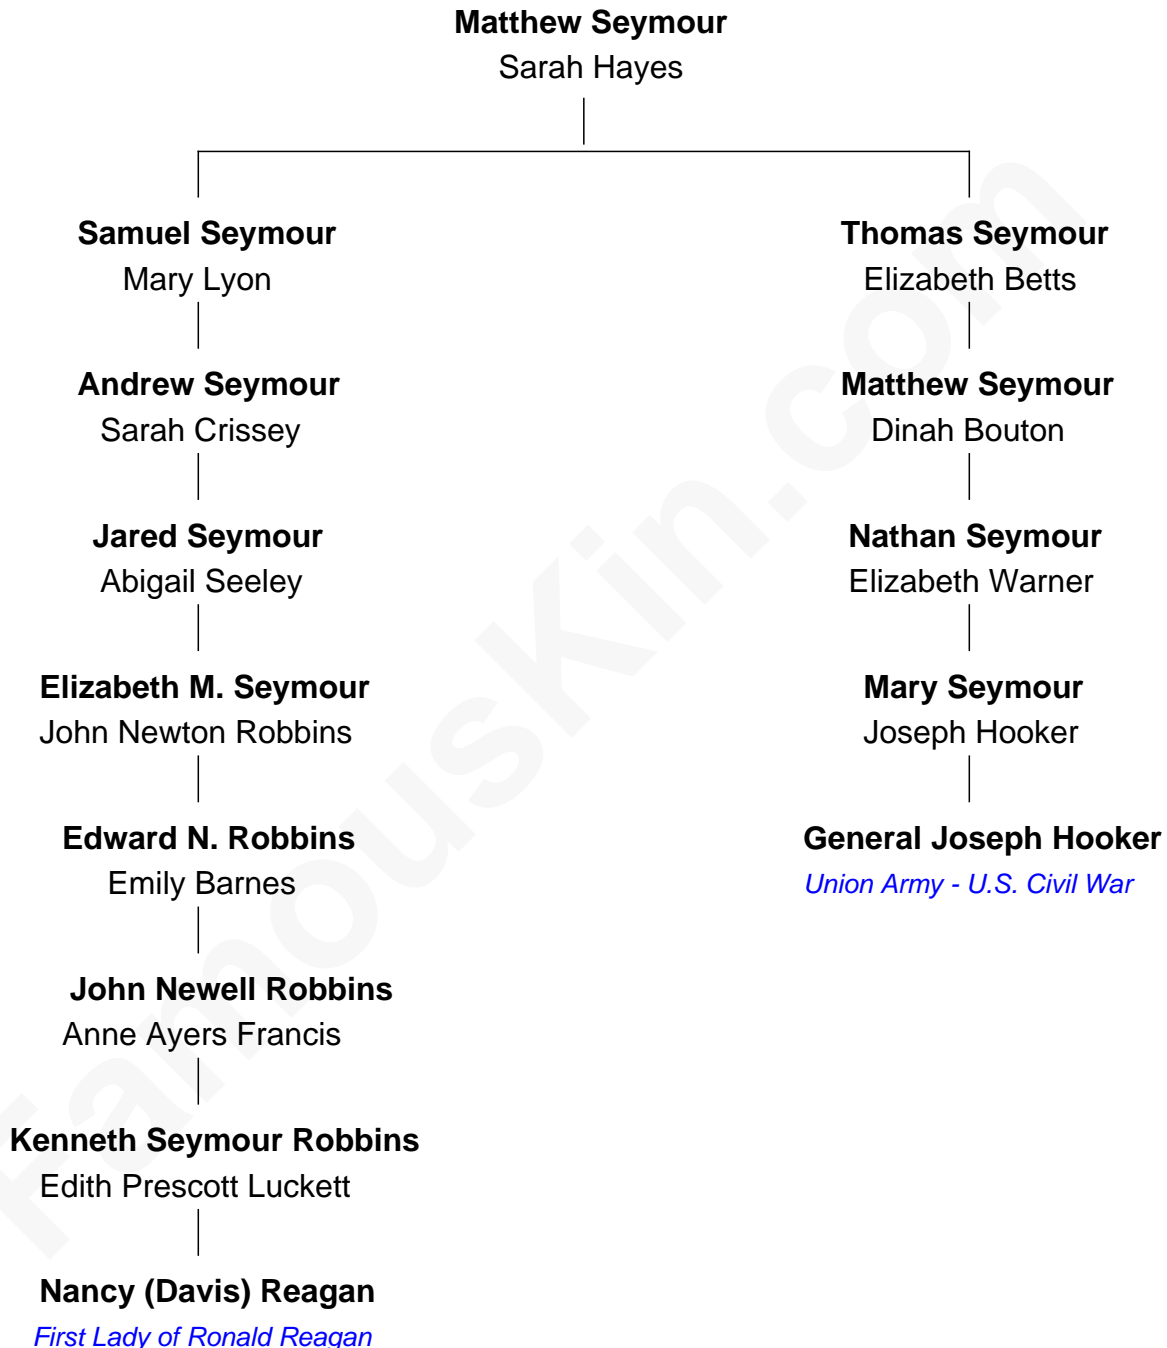 Matthew Seymour
Sarah Hayes
Samuel Seymour
Mary Lyon
Thomas Seymour
Elizabeth Betts
Andrew Seymour
Sarah Crissey
Matthew Seymour
Dinah Bouton
Jared Seymour
Abigail Seeley
Nathan Seymour
Elizabeth Warner
Elizabeth M. Seymour
John Newton Robbins
Mary Seymour
Joseph Hooker
Edward N. Robbins
Emily Barnes
General Joseph Hooker
Union Army - U.S. Civil War
John Newell Robbins
Anne Ayers Francis
Kenneth Seymour Robbins
Edith Prescott Luckett
Nancy (Davis) Reagan
First Lady of Ronald Reagan
FamousKin.com